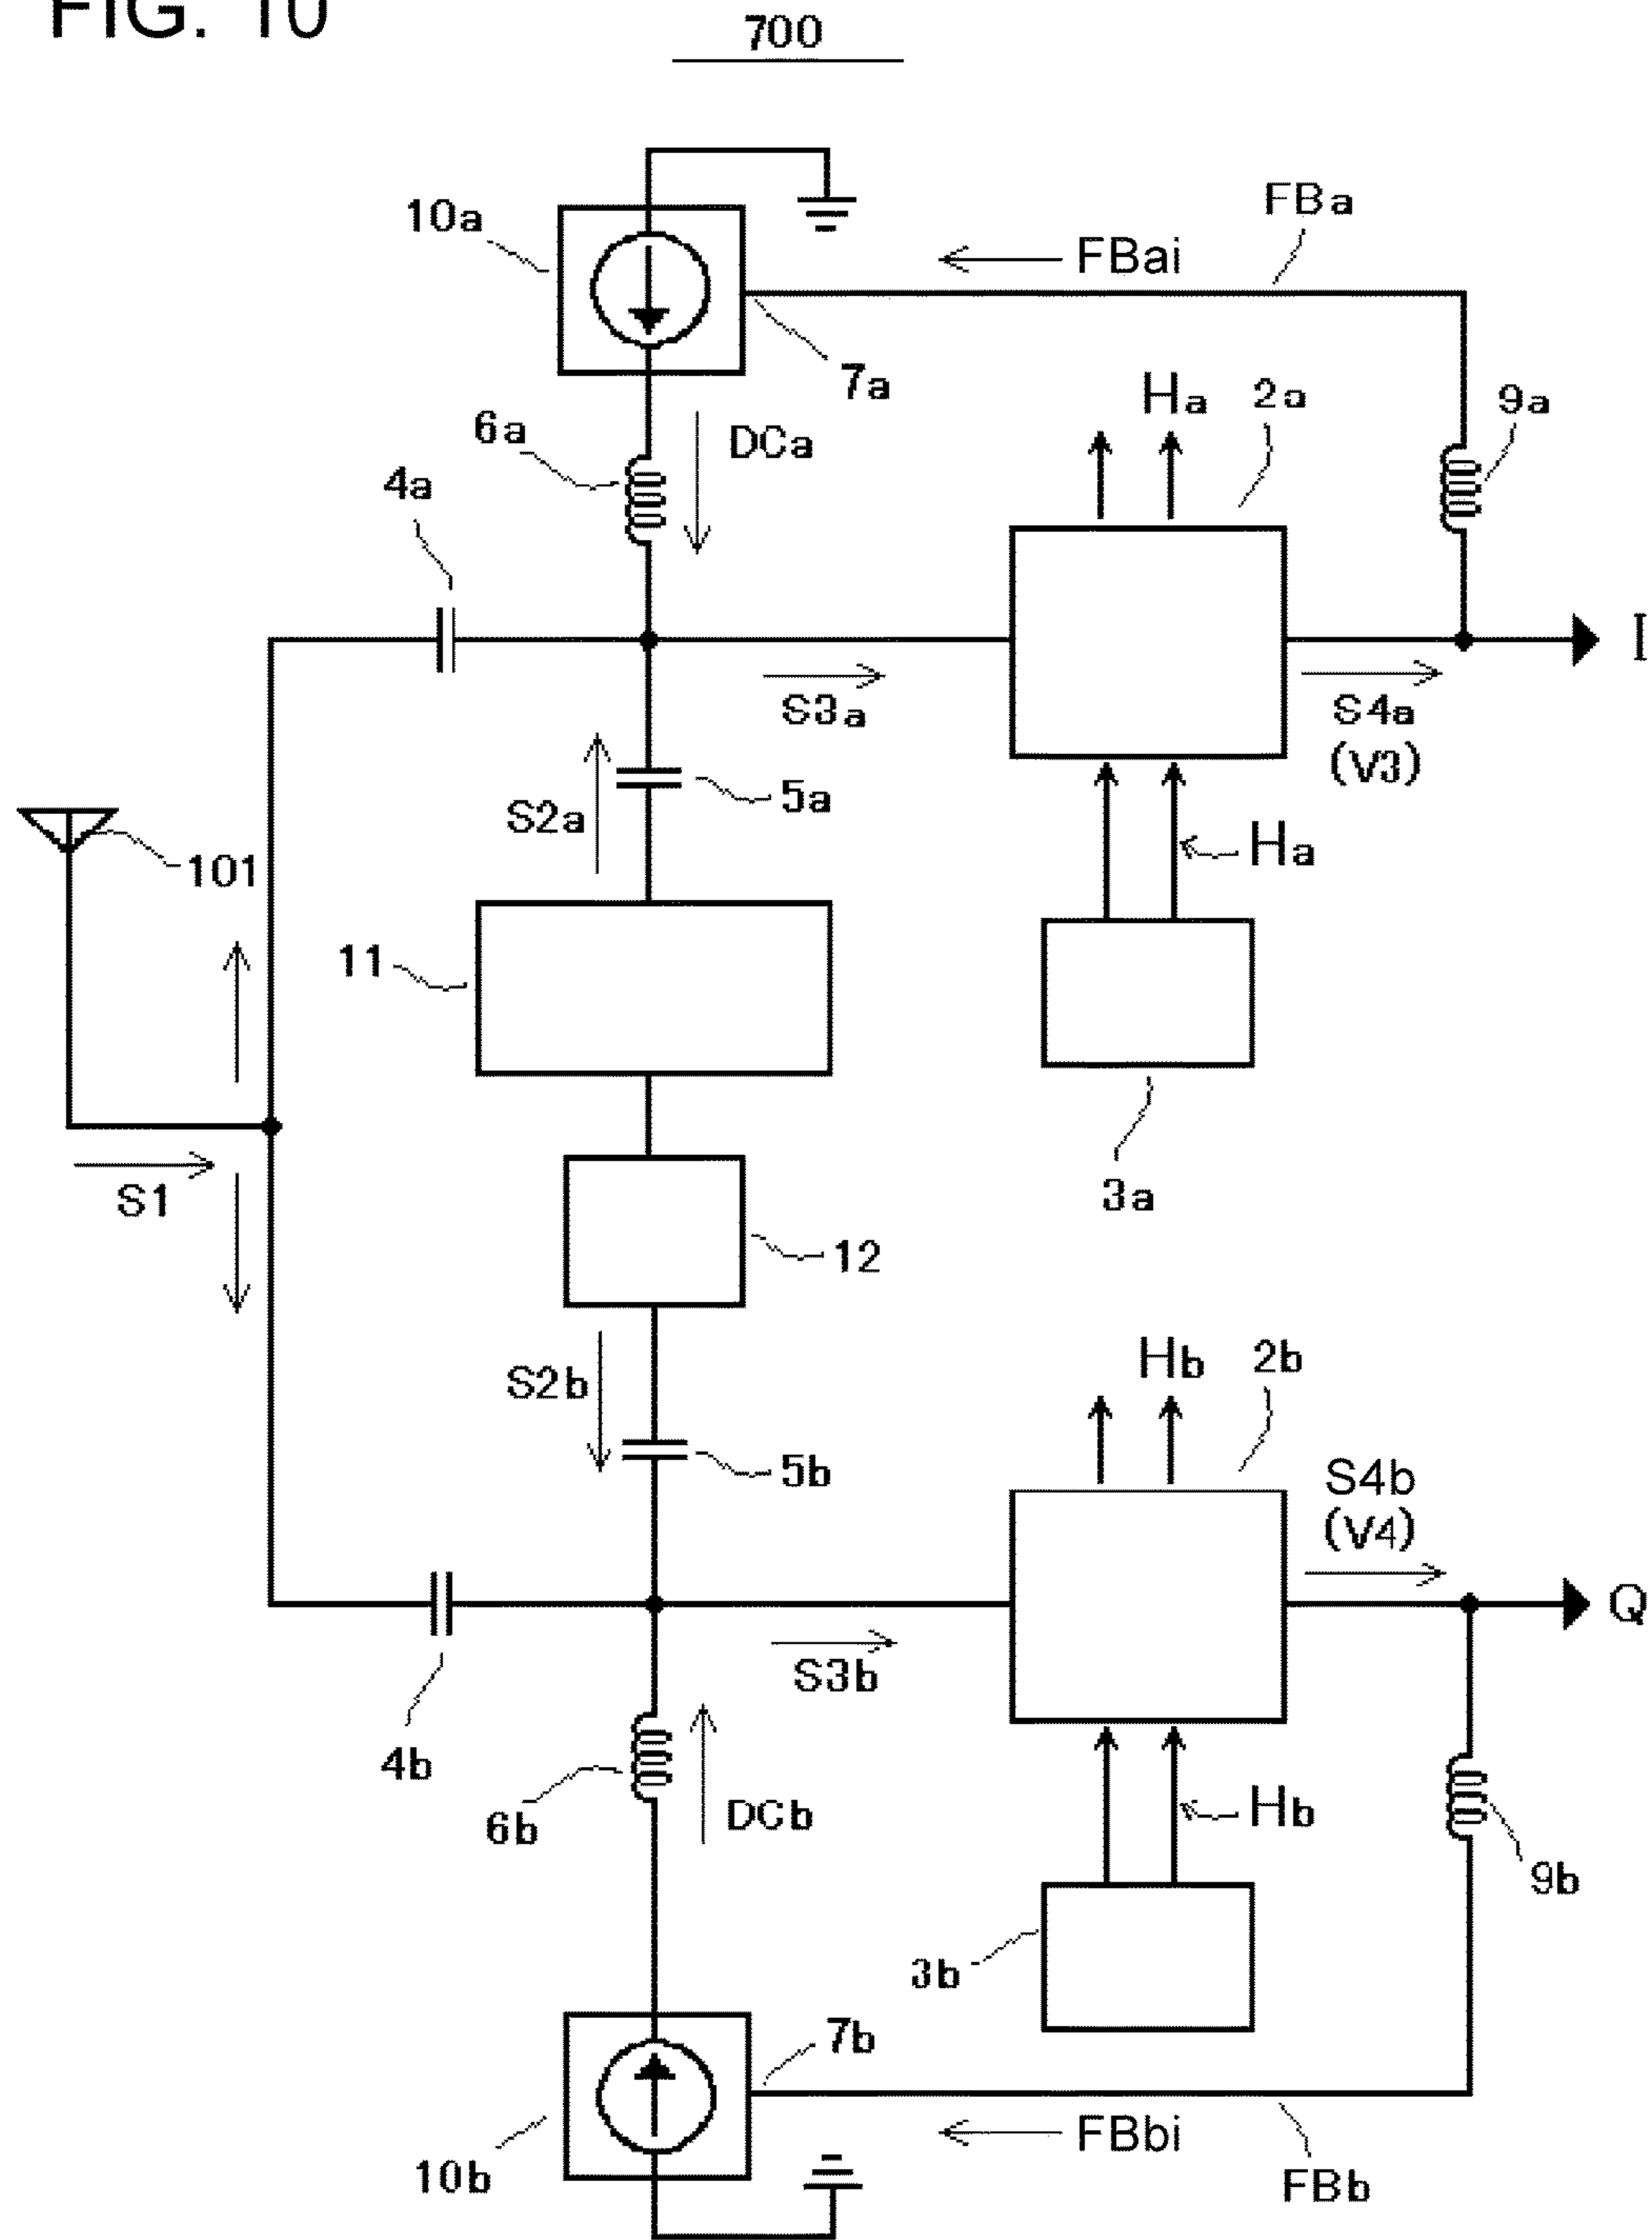 FIG. 10
700
10a
FBa
FBai
7a
Ha
2a
9a
6a
DCa
4a
I
S3a
S4a
(V3)
S2a
5a
101
Ha
11
S1
3a
12
Hb
2b
S2b
5b
S4b
(V4)
Q
S3b
4b
6b
DCb
Hb
9b
3b
7b
10b
FBbi
FBb